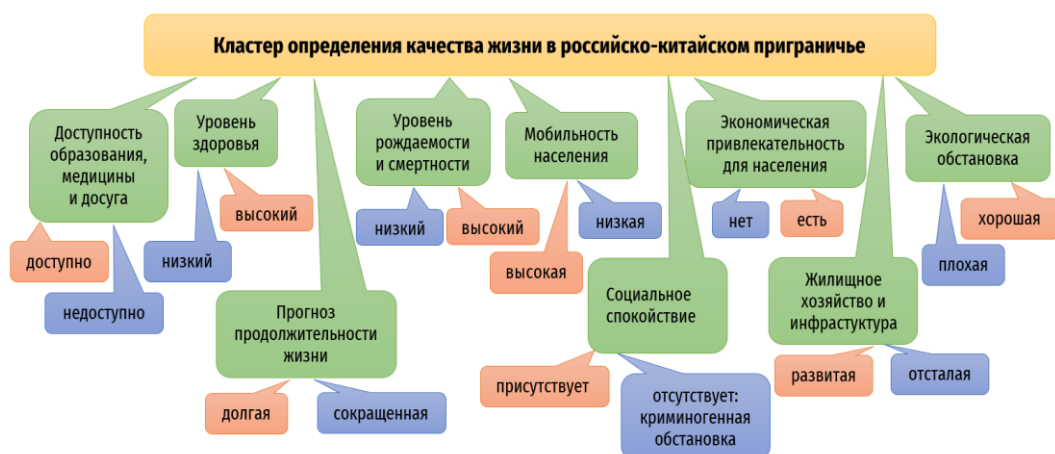 Кластер определения качества жизни в российско-китайском приграничье
Доступность
образования,
медицины
и досуга
доступно
недоступно
Уровень
здоровья
низкий
высокий
Прогноз
продолжительности
жизни
долгая
сокращенная
Уровень
рождаемости
и смертности
низкий
высокий
Мобильность
населения
высокая
низкая
Социальное
спокойствие
присутствует
отсутствует:
криминогенная
обстановка
Экономическая
привлекательность
для населения
нет
есть
Жилищное
хозяйство и
инфрастуктура
развитая
отсталая
Экологическая
обстановка
плохая
хорошая